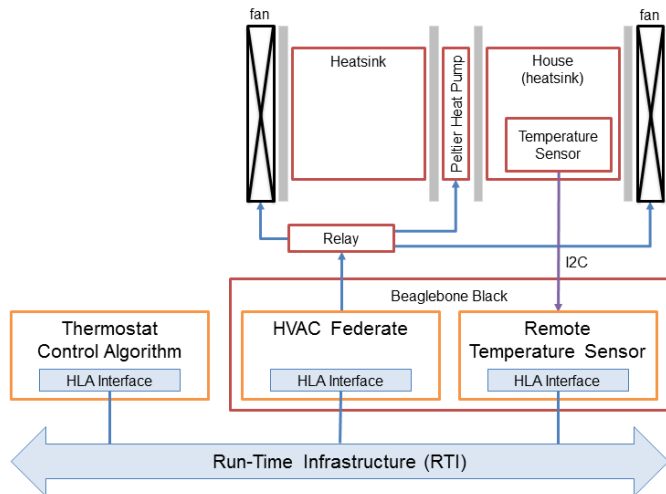 fan
fan
Heatsink
Peltier Heat Pump
House
(heatsink)
Temperature
Sensor
Relay
I2C
Beaglebone Black
Thermostat
Control Algorithm
HLA Interface
HVAC Federate
HLA Interface
Remote
Temperature Sensor
HLA Interface
Run-Time Infrastructure (RTI)